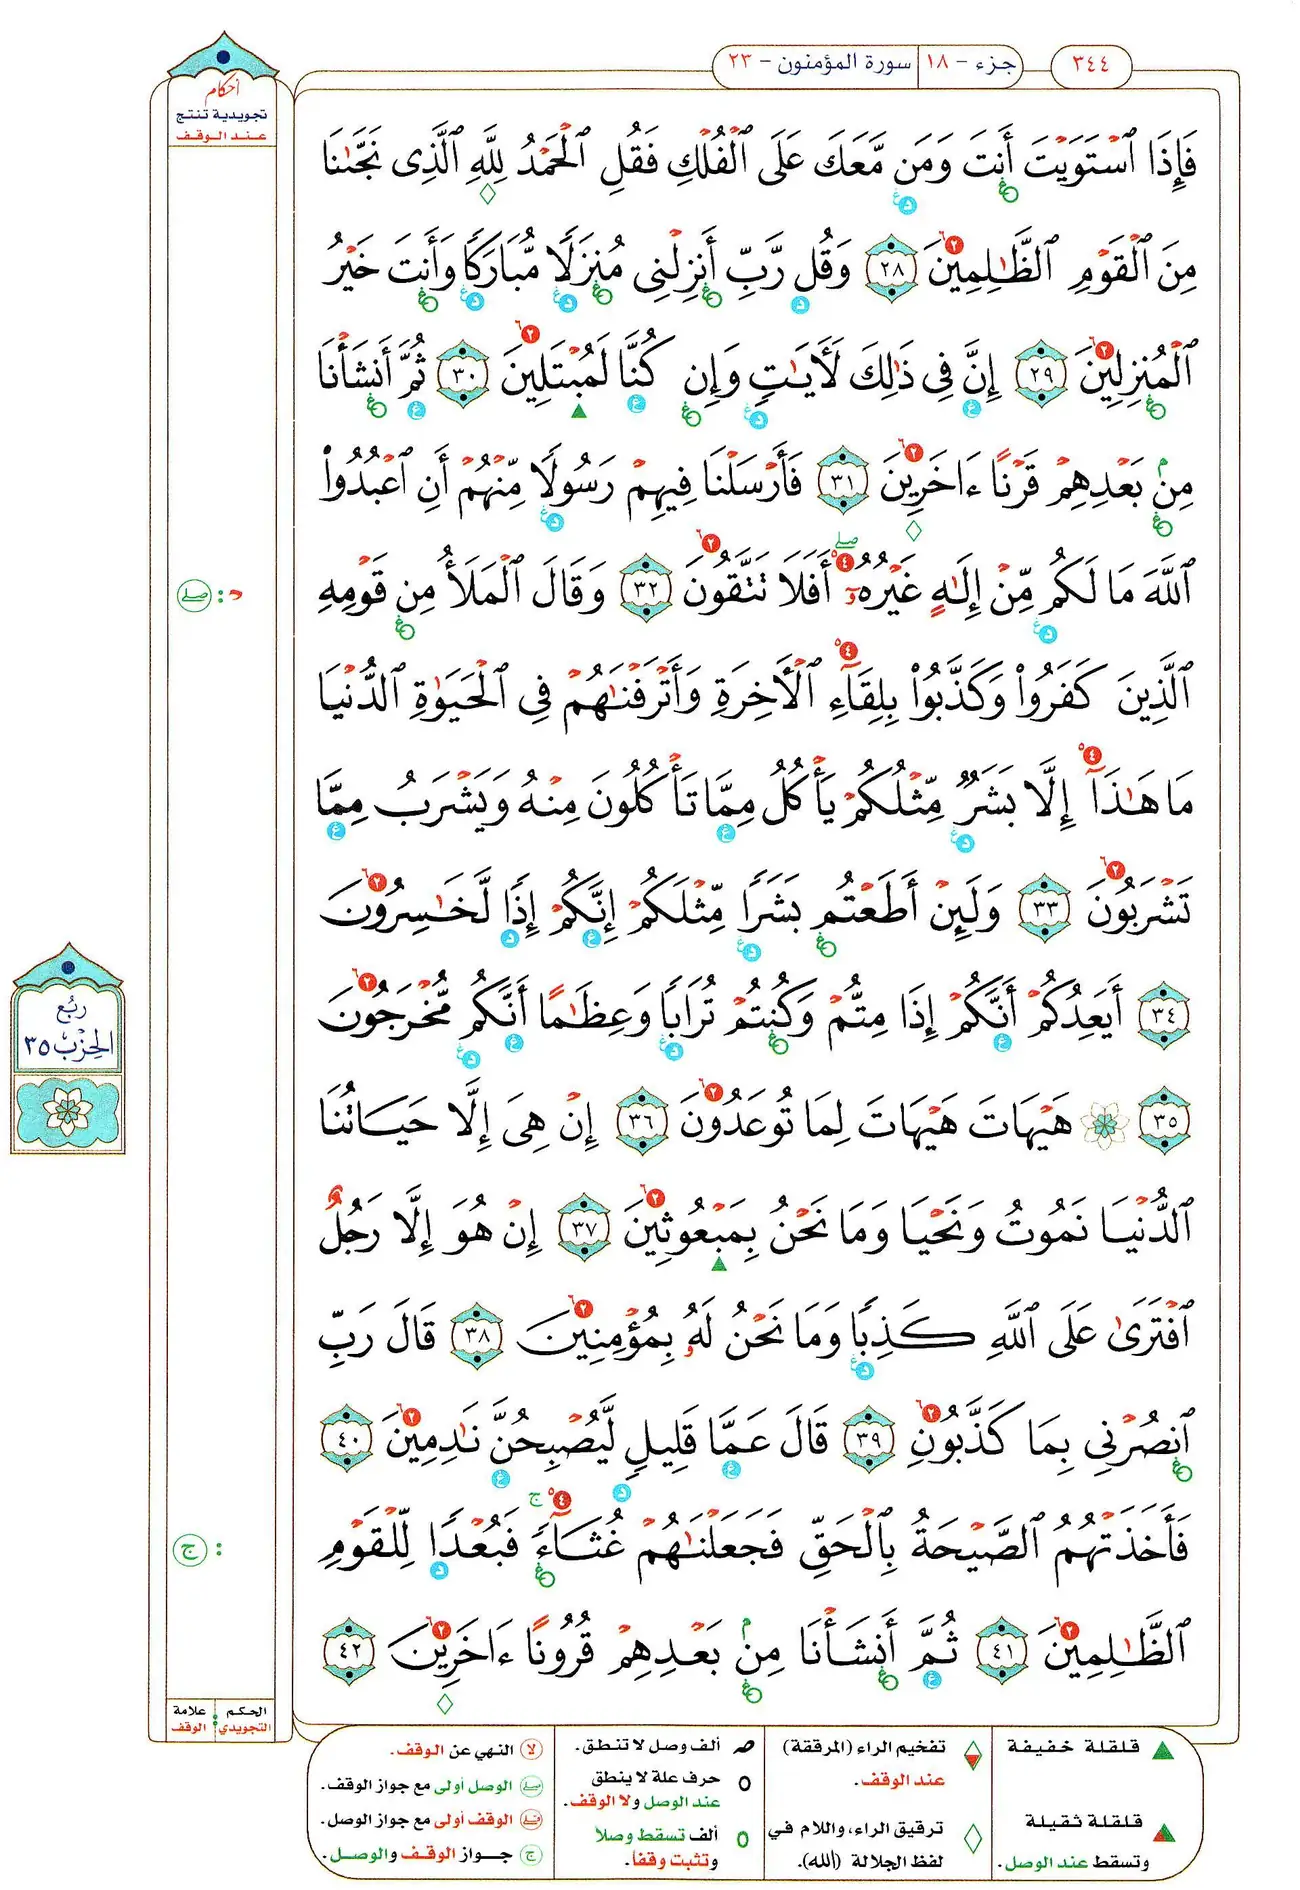 ٣٤٤
جزء - ١٨ سورة المؤمنون - ٢٣
أحكام
تجويدية تنتج
عند الوقف
فَإِذَا ٱسْتَوَيْتَ أَنتَ وَمَن مَّعَكَ عَلَى ٱلْفُلْكِ فَقُلِ ٱلْحَمْدُ لِلَّهِ ٱلَّذِى نَجَّىٰنَا
مِنَ ٱلْقَوْمِ ٱلظَّٰلِمِينَ ٢٨ وَقُل رَّبِّ أَنزِلْنِى مُنزَلًا مُّبَارَكًا وَأَنتَ خَيْرُ
ٱلْمُنزِلِينَ ٢٩ إِنَّ فِى ذَٰلِكَ لَءَايَٰتٍ وَإِن كُنَّا لَمُبْتَلِينَ ٣٠ ثُمَّ أَنشَأْنَا
مِنۢ بَعْدِهِمْ قَرْنًا ءَاخَرِينَ ٣١ فَأَرْسَلْنَا فِيهِمْ رَسُولًا مِّنْهُمْ أَنِ ٱعْبُدُوا۟
ٱللَّهَ مَا لَكُم مِّنْ إِلَٰهٍ غَيْرُهُۥٓ ۖ أَفَلَا تَتَّقُونَ ٣٢ وَقَالَ ٱلْمَلَأُ مِن قَوْمِهِ
ٱلَّذِينَ كَفَرُوا۟ وَكَذَّبُوا۟ بِلِقَآءِ ٱلْءَاخِرَةِ وَأَتْرَفْنَٰهُمْ فِى ٱلْحَيَوٰةِ ٱلدُّنْيَا
مَا هَٰذَآ إِلَّا بَشَرٌ مِّثْلُكُمْ يَأْكُلُ مِمَّا تَأْكُلُونَ مِنْهُ وَيَشْرَبُ مِمَّا
تَشْرَبُونَ ٣٣ وَلَئِنْ أَطَعْتُم بَشَرًا مِّثْلَكُمْ إِنَّكُمْ إِذًا لَّخَٰسِرُونَ
٣٤ أَيَعِدُكُمْ أَنَّكُمْ إِذَا مِتُّمْ وَكُنتُمْ تُرَابًا وَعِظَٰمًا أَنَّكُم مُّخْرَجُونَ
٣٥ هَيْهَاتَ هَيْهَاتَ لِمَا تُوعَدُونَ ٣٦ إِنْ هِىَ إِلَّا حَيَاتُنَا
ٱلدُّنْيَا نَمُوتُ وَنَحْيَا وَمَا نَحْنُ بِمَبْعُوثِينَ ٣٧ إِنْ هُوَ إِلَّا رَجُلٌ
ٱفْتَرَىٰ عَلَى ٱللَّهِ كَذِبًا وَمَا نَحْنُ لَهُۥ بِمُؤْمِنِينَ ٣٨ قَالَ رَبِّ
ٱنصُرْنِى بِمَا كَذَّبُونِ ٣٩ قَالَ عَمَّا قَلِيلٍ لَّيُصْبِحُنَّ نَٰدِمِينَ ٤٠
فَأَخَذَتْهُمُ ٱلصَّيْحَةُ بِٱلْحَقِّ فَجَعَلْنَٰهُمْ غُثَآءً ۚ فَبُعْدًا لِّلْقَوْمِ
ٱلظَّٰلِمِينَ ٤١ ثُمَّ أَنشَأْنَا مِنۢ بَعْدِهِمْ قُرُونًا ءَاخَرِينَ ٤٢
صلى :
رُبُع
الحِزْب ٣٥
ج :
الحكم : علامة
التجويدي : الوقف
قلقلة خفيفة
قلقلة ثقيلة
وتسقط عند الوصل.
تفخيم الراء (المرققة)
عند الوقف.
ترقيق الراء، واللام في
لفظ الجلالة (الله).
ألف وصل لا تنطق.
حرف علة لا ينطق
عند الوصل ولا الوقف.
ألف تسقط وصلاً
وتثبت وقفاً.
لا النهي عن الوقف.
صلى الوصل أولى مع جواز الوقف.
قلى الوقف أولى مع جواز الوصل.
ج جواز الوقف والوصل.